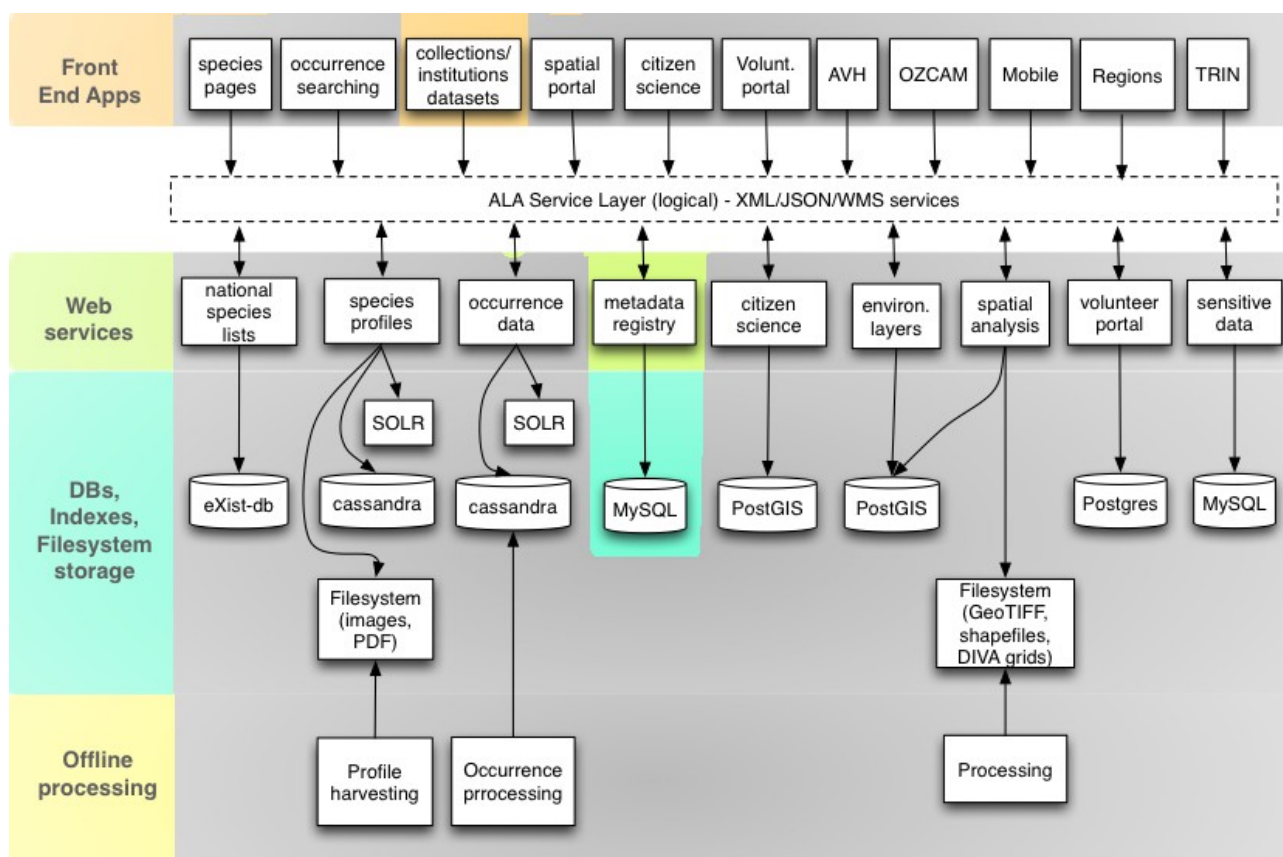 Front
End Apps
species
pages
occurrence
searching
collections/
institutions
datasets
spatial
portal
citizen
science
Volunt.
portal
AVH
OZCAM
Mobile
Regions
TRIN
ALA Service Layer (logical) - XML/JSON/WMS services
Web
services
national
species
lists
species
profiles
occurrence
data
metadata
registry
citizen
science
environ.
layers
spatial
analysis
volunteer
portal
sensitive
data
DBs,
Indexes,
Filesystem
storage
SOLR
SOLR
eXist-db
cassandra
cassandra
MySQL
PostGIS
PostGIS
Postgres
MySQL
Filesystem
(images,
PDF)
Filesystem
(GeoTIFF,
shapefiles,
DIVA grids)
Offline
processing
Profile
harvesting
Occurrence
prrocessing
Processing